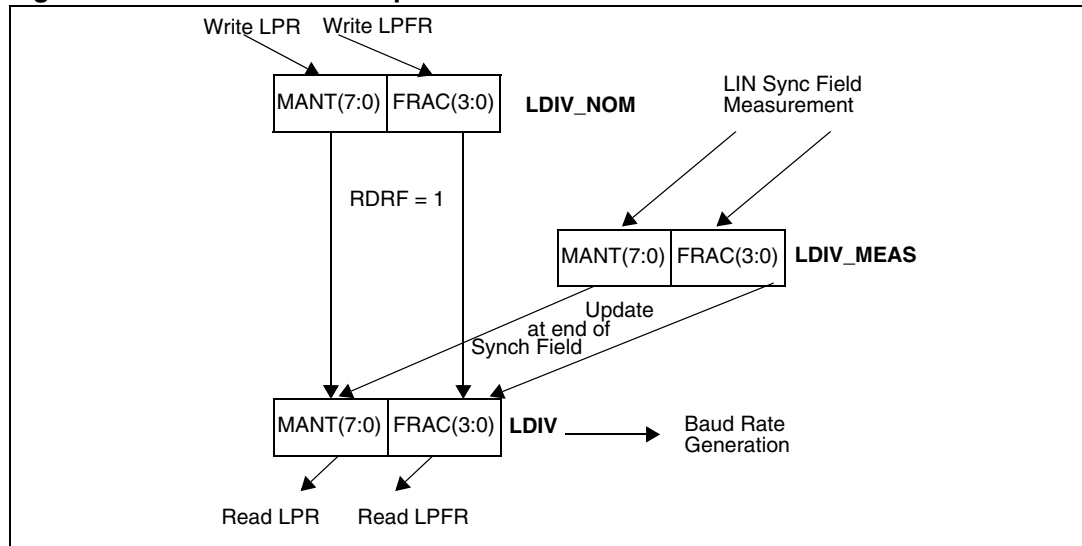 Write LPR Write LPFR
MANT(7:0) FRAC(3:0) LDIV_NOM
LIN Sync Field
Measurement
RDRF = 1
MANT(7:0) FRAC(3:0) LDIV_MEAS
Update
at end of
Synch Field
MANT(7:0) FRAC(3:0) LDIV
Baud Rate
Generation
Read LPR Read LPFR